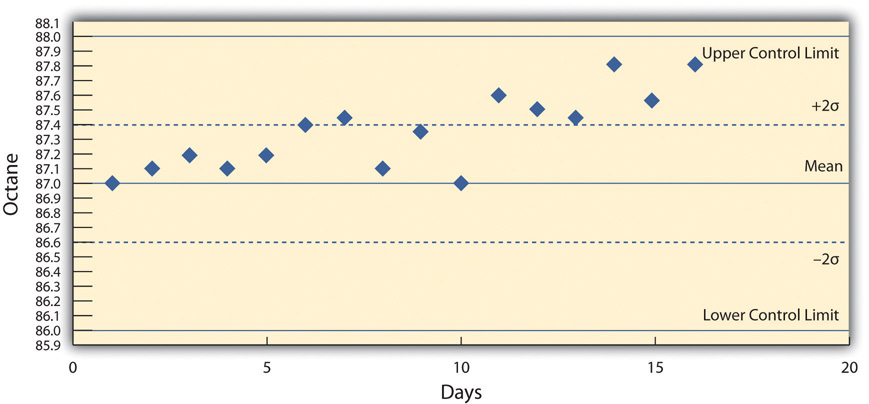 88.1
88.0
87.9
87.8
87.7
87.6
87.5
87.4
87.3
87.2
87.1
87.0
86.9
86.8
86.7
86.6
86.5
86.4
86.3
86.2
86.1
86.0
85.9
Octane
Upper Control Limit
+2σ
Mean
–2σ
Lower Control Limit
0 5 10 15 20
Days